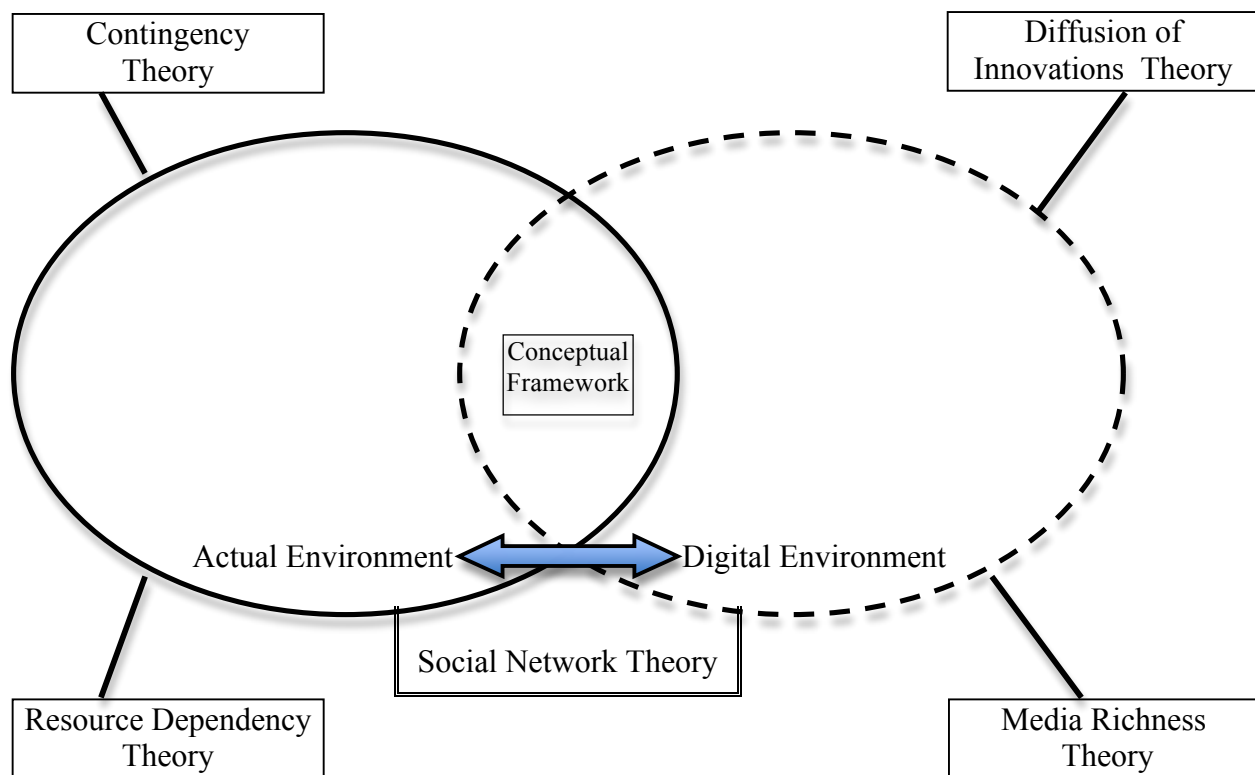 Contingency
Theory
Diffusion of
Innovations Theory
Conceptual
Framework
Actual Environment
Digital Environment
Social Network Theory
Resource Dependency
Theory
Media Richness
Theory